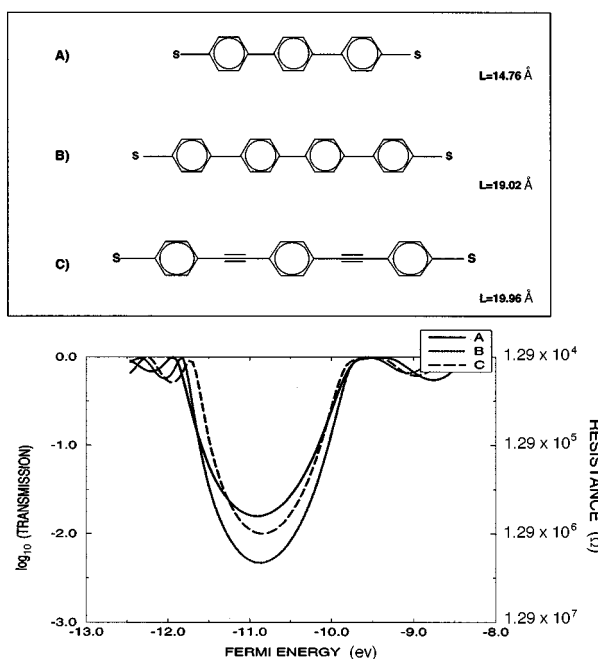 A)
S S
L=14.76 Å
B)
S S
L=19.02 Å
C)
S S
L=19.96 Å
A
B
C
0.0
-1.0
-2.0
-3.0
log10 (TRANSMISSION)
1.29 x 10^4
1.29 x 10^5
1.29 x 10^6
1.29 x 10^7
RESISTANCE (Ω)
-13.0 -12.0 -11.0 -10.0 -9.0 -8.0
FERMI ENERGY (ev)